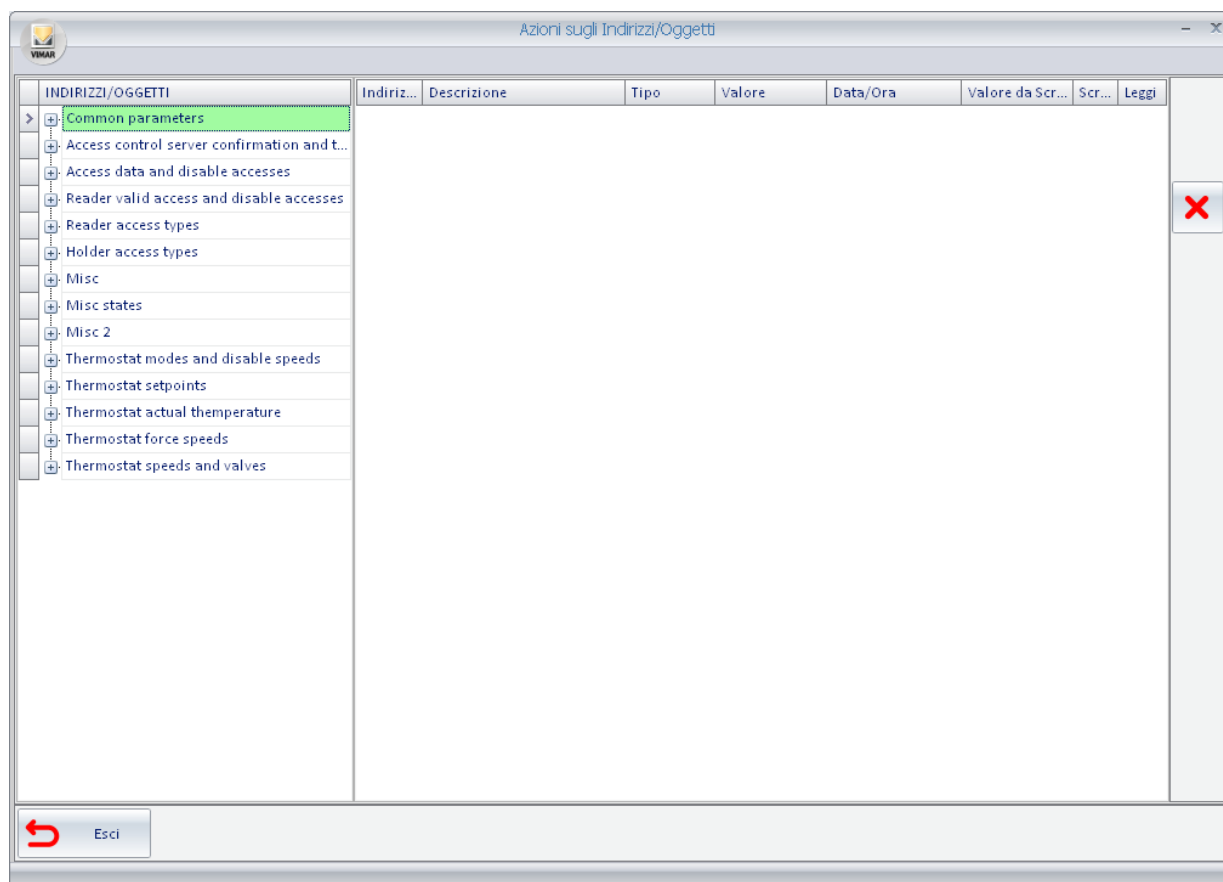 Azioni sugli Indirizzi/Oggetti
VIMAR
INDIRIZZI/OGGETTI
Indiriz... Descrizione Tipo Valore Data/Ora Valore da Scr... Scr... Leggi
Common parameters
Access control server confirmation and t...
Access data and disable accesses
Reader valid access and disable accesses
Reader access types
Holder access types
Misc
Misc states
Misc 2
Thermostat modes and disable speeds
Thermostat setpoints
Thermostat actual themperature
Thermostat force speeds
Thermostat speeds and valves
Esci